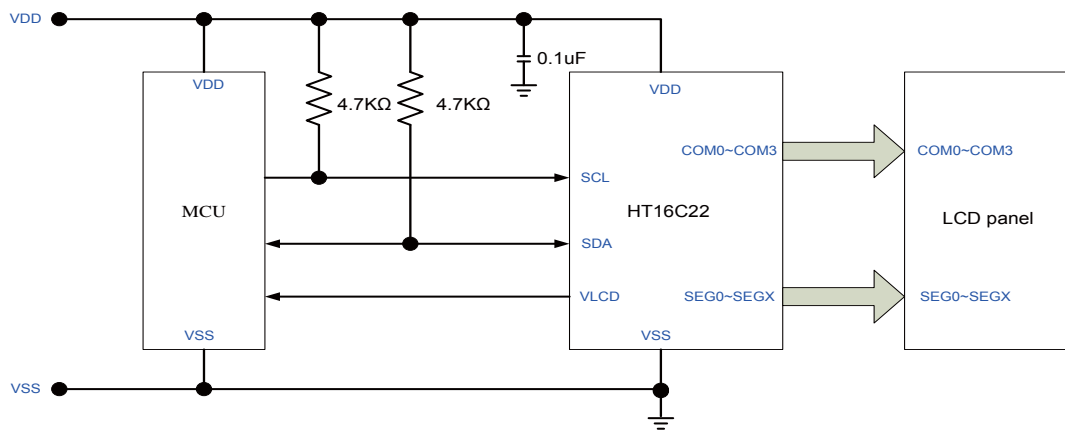 VDD
0.1uF
VDD
VDD
4.7KΩ
4.7KΩ
COM0~COM3
COM0~COM3
SCL
MCU
HT16C22
LCD panel
SDA
VLCD
SEG0~SEGX
SEG0~SEGX
VSS
VSS
VSS